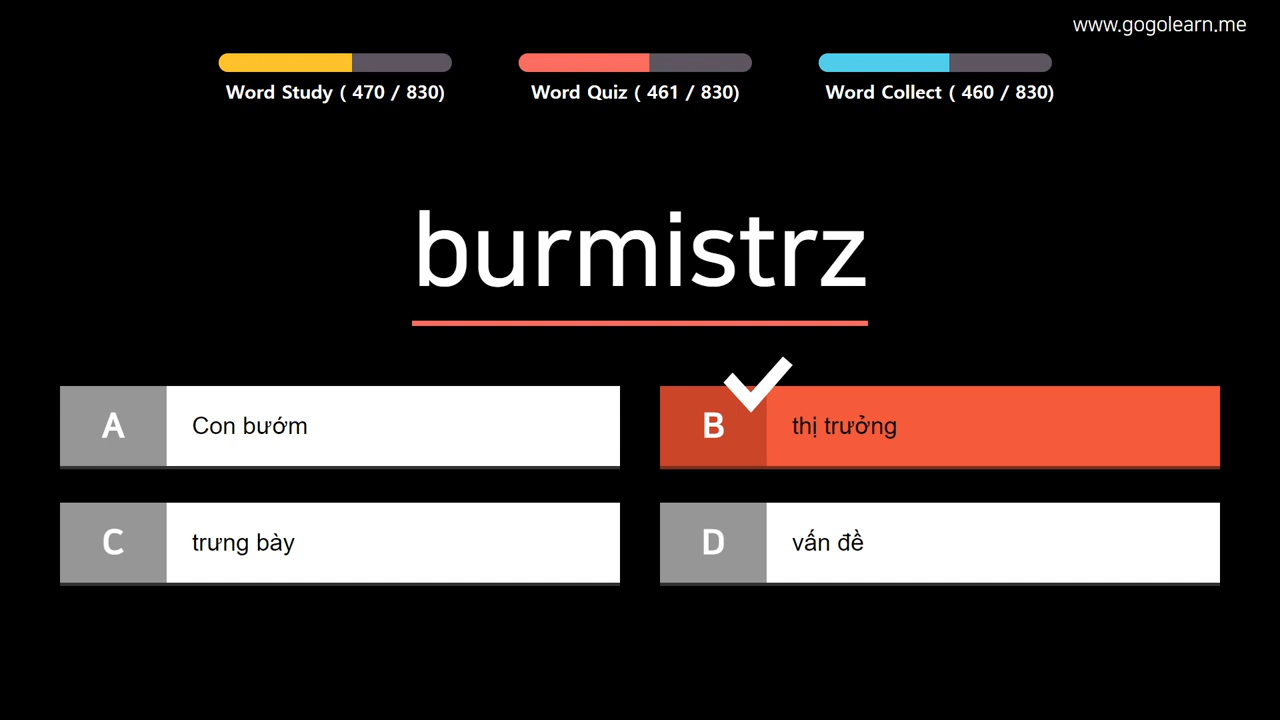 www.gogolearn.me
Word Study ( 470 / 830)
Word Quiz ( 461 / 830)
Word Collect ( 460 / 830)
burmistrz
A Con bướm
B thị trưởng
C trưng bày
D vấn đề